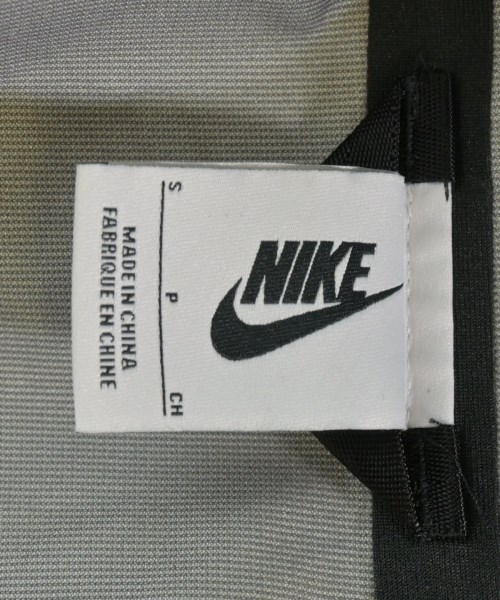 NIKE
S P CH
MADE IN CHINA
FABRIQUE EN CHINE